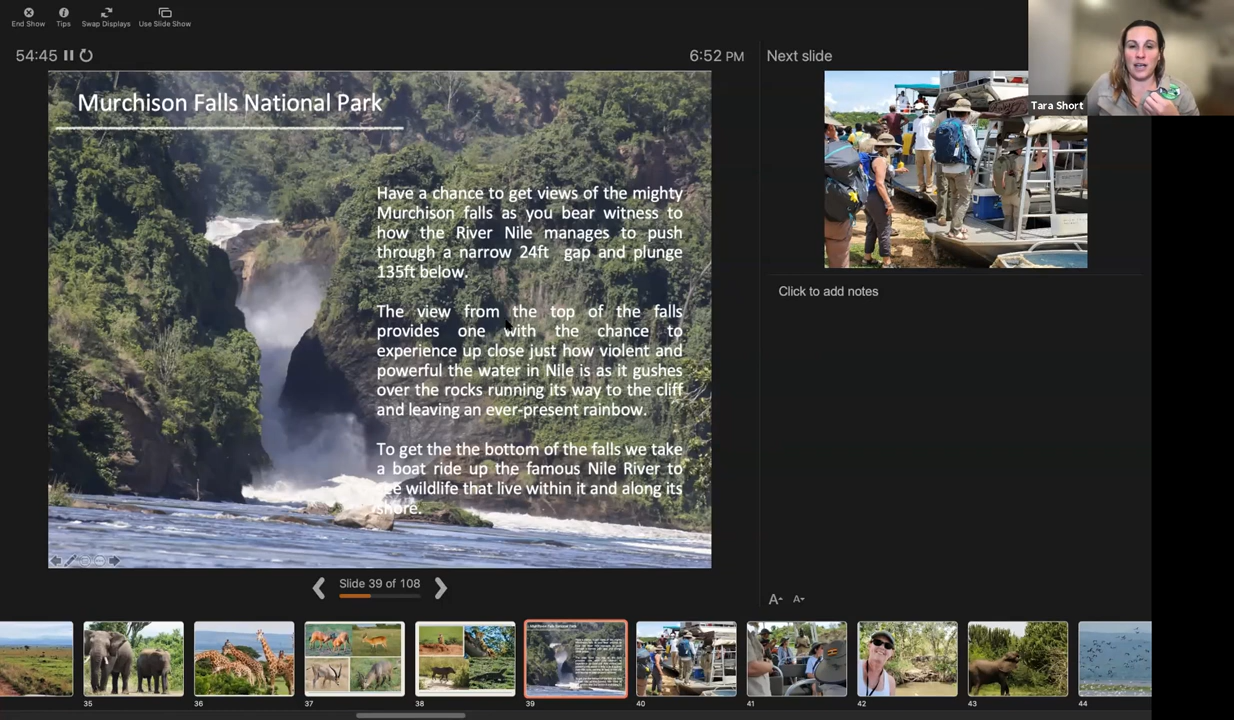 End Show
Tips
Swap Displays
Use Slide Show
54:45
6:52 PM
Next slide
Tara Short
Murchison Falls National Park
Have a chance to get views of the mighty
Murchison falls as you bear witness to
how the River Nile manages to push
through a narrow 24ft gap and plunge
135ft below.
The view from the top of the falls
provides one with the chance to
experience up close just how violent and
powerful the water in Nile is as it gushes
over the rocks running its way to the cliff
and leaving an ever-present rainbow.
To get the the bottom of the falls we take
a boat ride up the famous Nile River to
see wildlife that live within it and along its
shore.
Click to add notes
Slide 39 of 108
A A
35
36
37
38
39
40
41
42
43
44